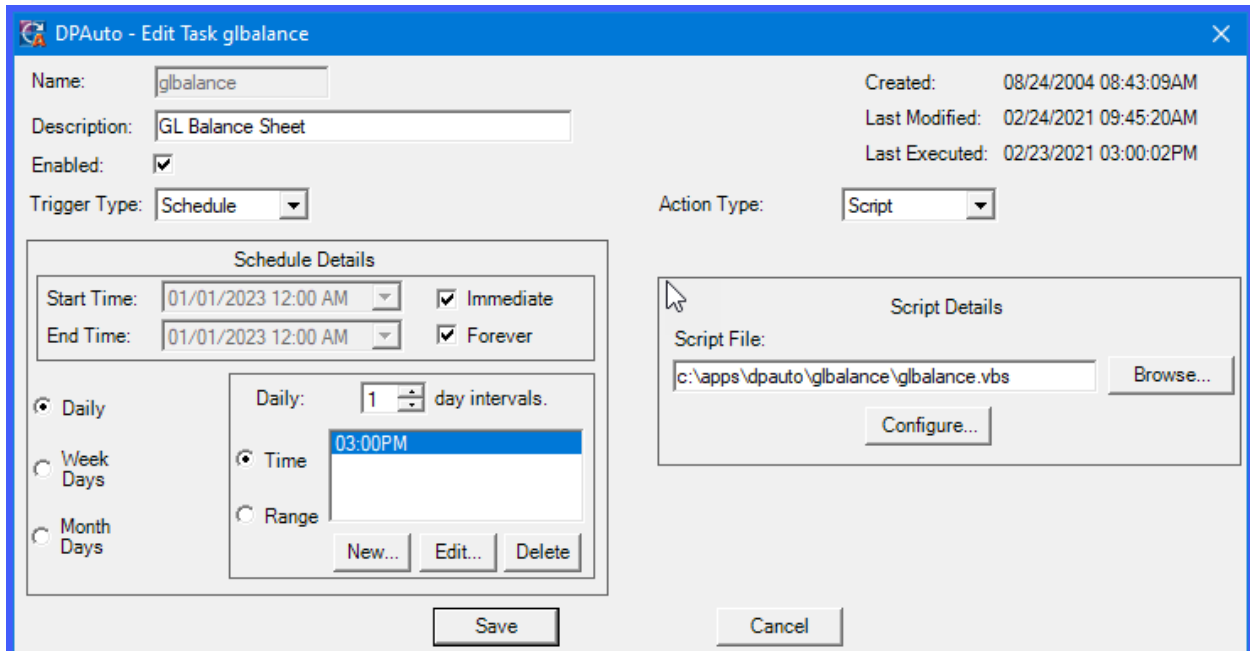 DPAuto - Edit Task glbalance
Name: glbalance
Created: 08/24/2004 08:43:09AM
Description: GL Balance Sheet
Last Modified: 02/24/2021 09:45:20AM
Enabled:
Last Executed: 02/23/2021 03:00:02PM
Trigger Type: Schedule
Action Type: Script
Schedule Details
Start Time: 01/01/2023 12:00 AM Immediate
End Time: 01/01/2023 12:00 AM Forever
Daily
Week
Days
Month
Days
Daily: 1 day intervals.
Time
03:00PM
Range
New... Edit... Delete
Script Details
Script File:
c:\apps\dpauto\glbalance\glbalance.vbs Browse...
Configure...
Save Cancel